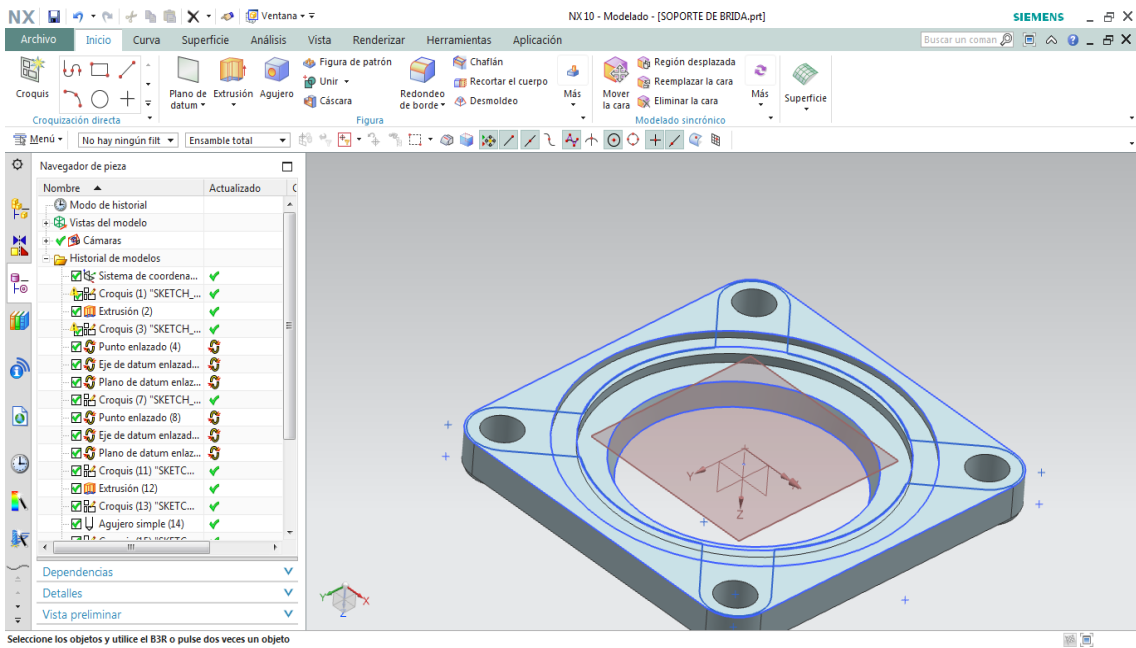 NX Ventana NX 10 - Modelado - [SOPORTE DE BRIDA.prt] SIEMENS
Archivo Inicio Curva Superficie Análisis Vista Renderizar Herramientas Aplicación Buscar un coman
Croquis
Plano de datum
Extrusión
Agujero
Figura de patrón
Unir
Cáscara
Redondeo de borde
Chaflán
Recortar el cuerpo
Desmoldeo
Más
Mover la cara
Región desplazada
Reemplazar la cara
Eliminar la cara
Más
Superficie
Croquización directa Figura Modelado sincrónico
Menú No hay ningún filt Ensamble total
Navegador de pieza
Nombre Actualizado C
Modo de historial
Vistas del modelo
Cámaras
Historial de modelos
Sistema de coordena...
Croquis (1) "SKETCH_...
Extrusión (2)
Croquis (3) "SKETCH_...
Punto enlazado (4)
Eje de datum enlazad...
Plano de datum enlaz...
Croquis (7) "SKETCH_...
Punto enlazado (8)
Eje de datum enlazad...
Plano de datum enlaz...
Croquis (11) "SKETC...
Extrusión (12)
Croquis (13) "SKETC...
Agujero simple (14)
Dependencias
Detalles
Vista preliminar
Y
Z
Y X
Z
Seleccione los objetos y utilice el B3R o pulse dos veces un objeto